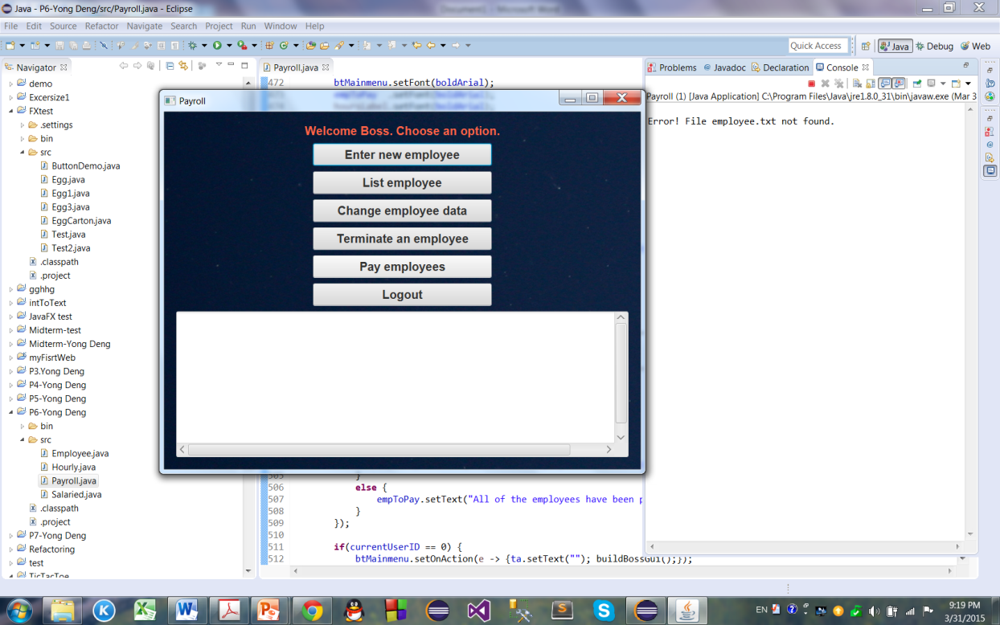 Java - P6-Yong Deng/src/Payroll.java - Eclipse
File Edit Source Refactor Navigate Search Project Run Window Help
Quick Access
Java Debug Web
Navigator
demo
Excersize1
FXtest
.settings
bin
src
ButtonDemo.java
Egg.java
Egg1.java
Egg3.java
EggCarton.java
Test.java
Test2.java
.classpath
.project
gghhg
intToText
JavaFX test
Midterm-test
Midterm-Yong Deng
myFisrtWeb
P3.Yong Deng
P4-Yong Deng
P5-Yong Deng
P6-Yong Deng
bin
src
Employee.java
Hourly.java
Payroll.java
Salaried.java
.classpath
.project
P7-Yong Deng
Refactoring
test
TicTacToe
Payroll.java
472 btMainmenu.setFont(boldArial);
Payroll
Welcome Boss. Choose an option.
Enter new employee
List employee
Change employee data
Terminate an employee
Pay employees
Logout
505 }
506 else {
507 empToPay.setText("All of the employees have been p
508 }
509 });
510
511 if(currentUserID == 0) {
512 btMainmenu.setOnAction(e -> {ta.setText(""); buildBossGui();});
Problems Javadoc Declaration Console
Payroll (1) [Java Application] C:\Program Files\Java\jre1.8.0_31\bin\javaw.exe (Mar 3
Error! File employee.txt not found.
EN
9:19 PM
3/31/2015